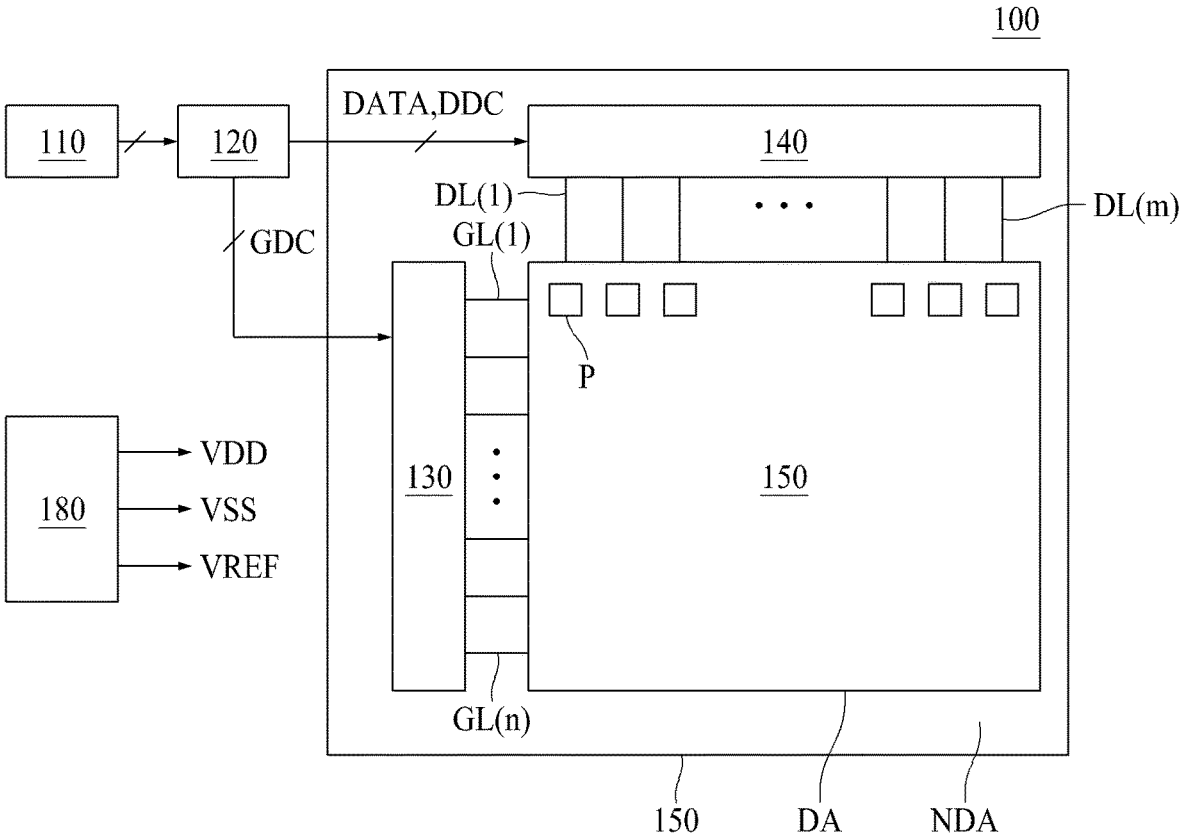 100
DATA,DDC
110
120
140
DL(1)
DL(m)
GL(1)
GDC
P
VDD
130
150
180
VSS
VREF
GL(n)
150
DA
NDA